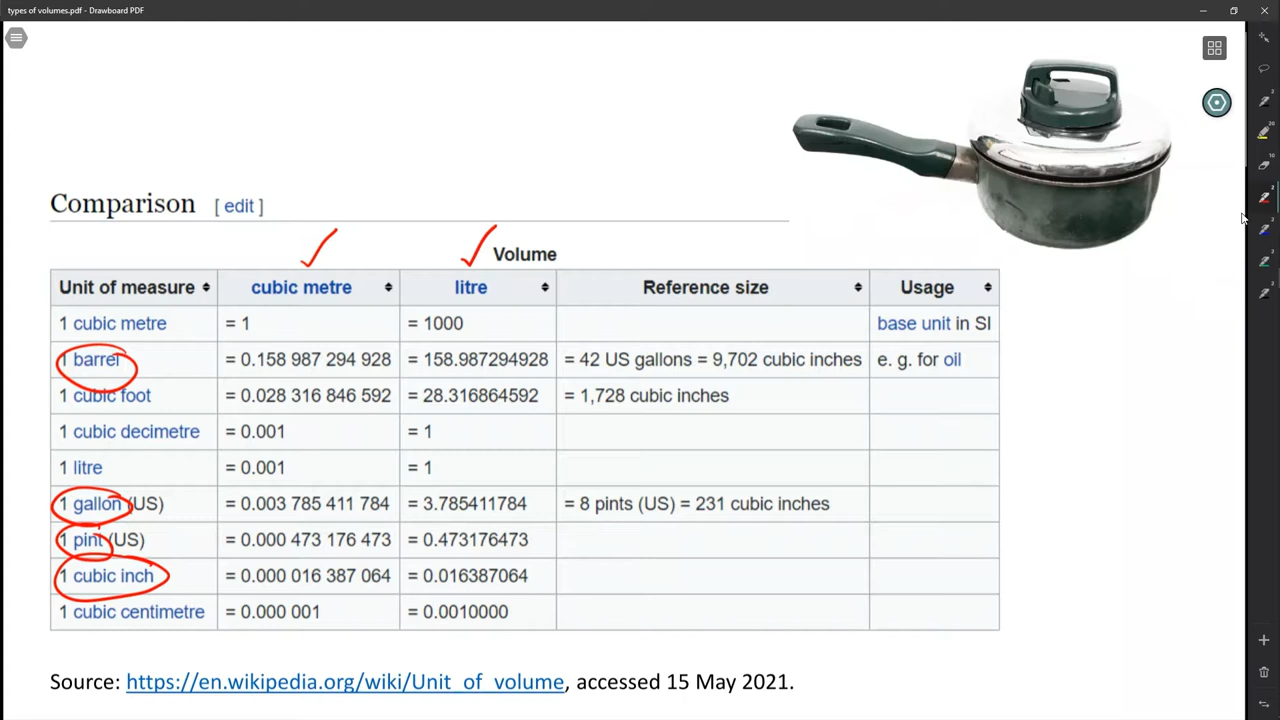 types of volumes.pdf - Drawboard PDF
Comparison [ edit ]
Volume
Unit of measure cubic metre litre Reference size Usage
1 cubic metre = 1 = 1000 base unit in SI
1 barrel = 0.158 987 294 928 = 158.987294928 = 42 US gallons = 9,702 cubic inches e. g. for oil
1 cubic foot = 0.028 316 846 592 = 28.316864592 = 1,728 cubic inches
1 cubic decimetre = 0.001 = 1
1 litre = 0.001 = 1
1 gallon (US) = 0.003 785 411 784 = 3.785411784 = 8 pints (US) = 231 cubic inches
1 pint (US) = 0.000 473 176 473 = 0.473176473
1 cubic inch = 0.000 016 387 064 = 0.016387064
1 cubic centimetre = 0.000 001 = 0.0010000
Source: https://en.wikipedia.org/wiki/Unit_of_volume, accessed 15 May 2021.